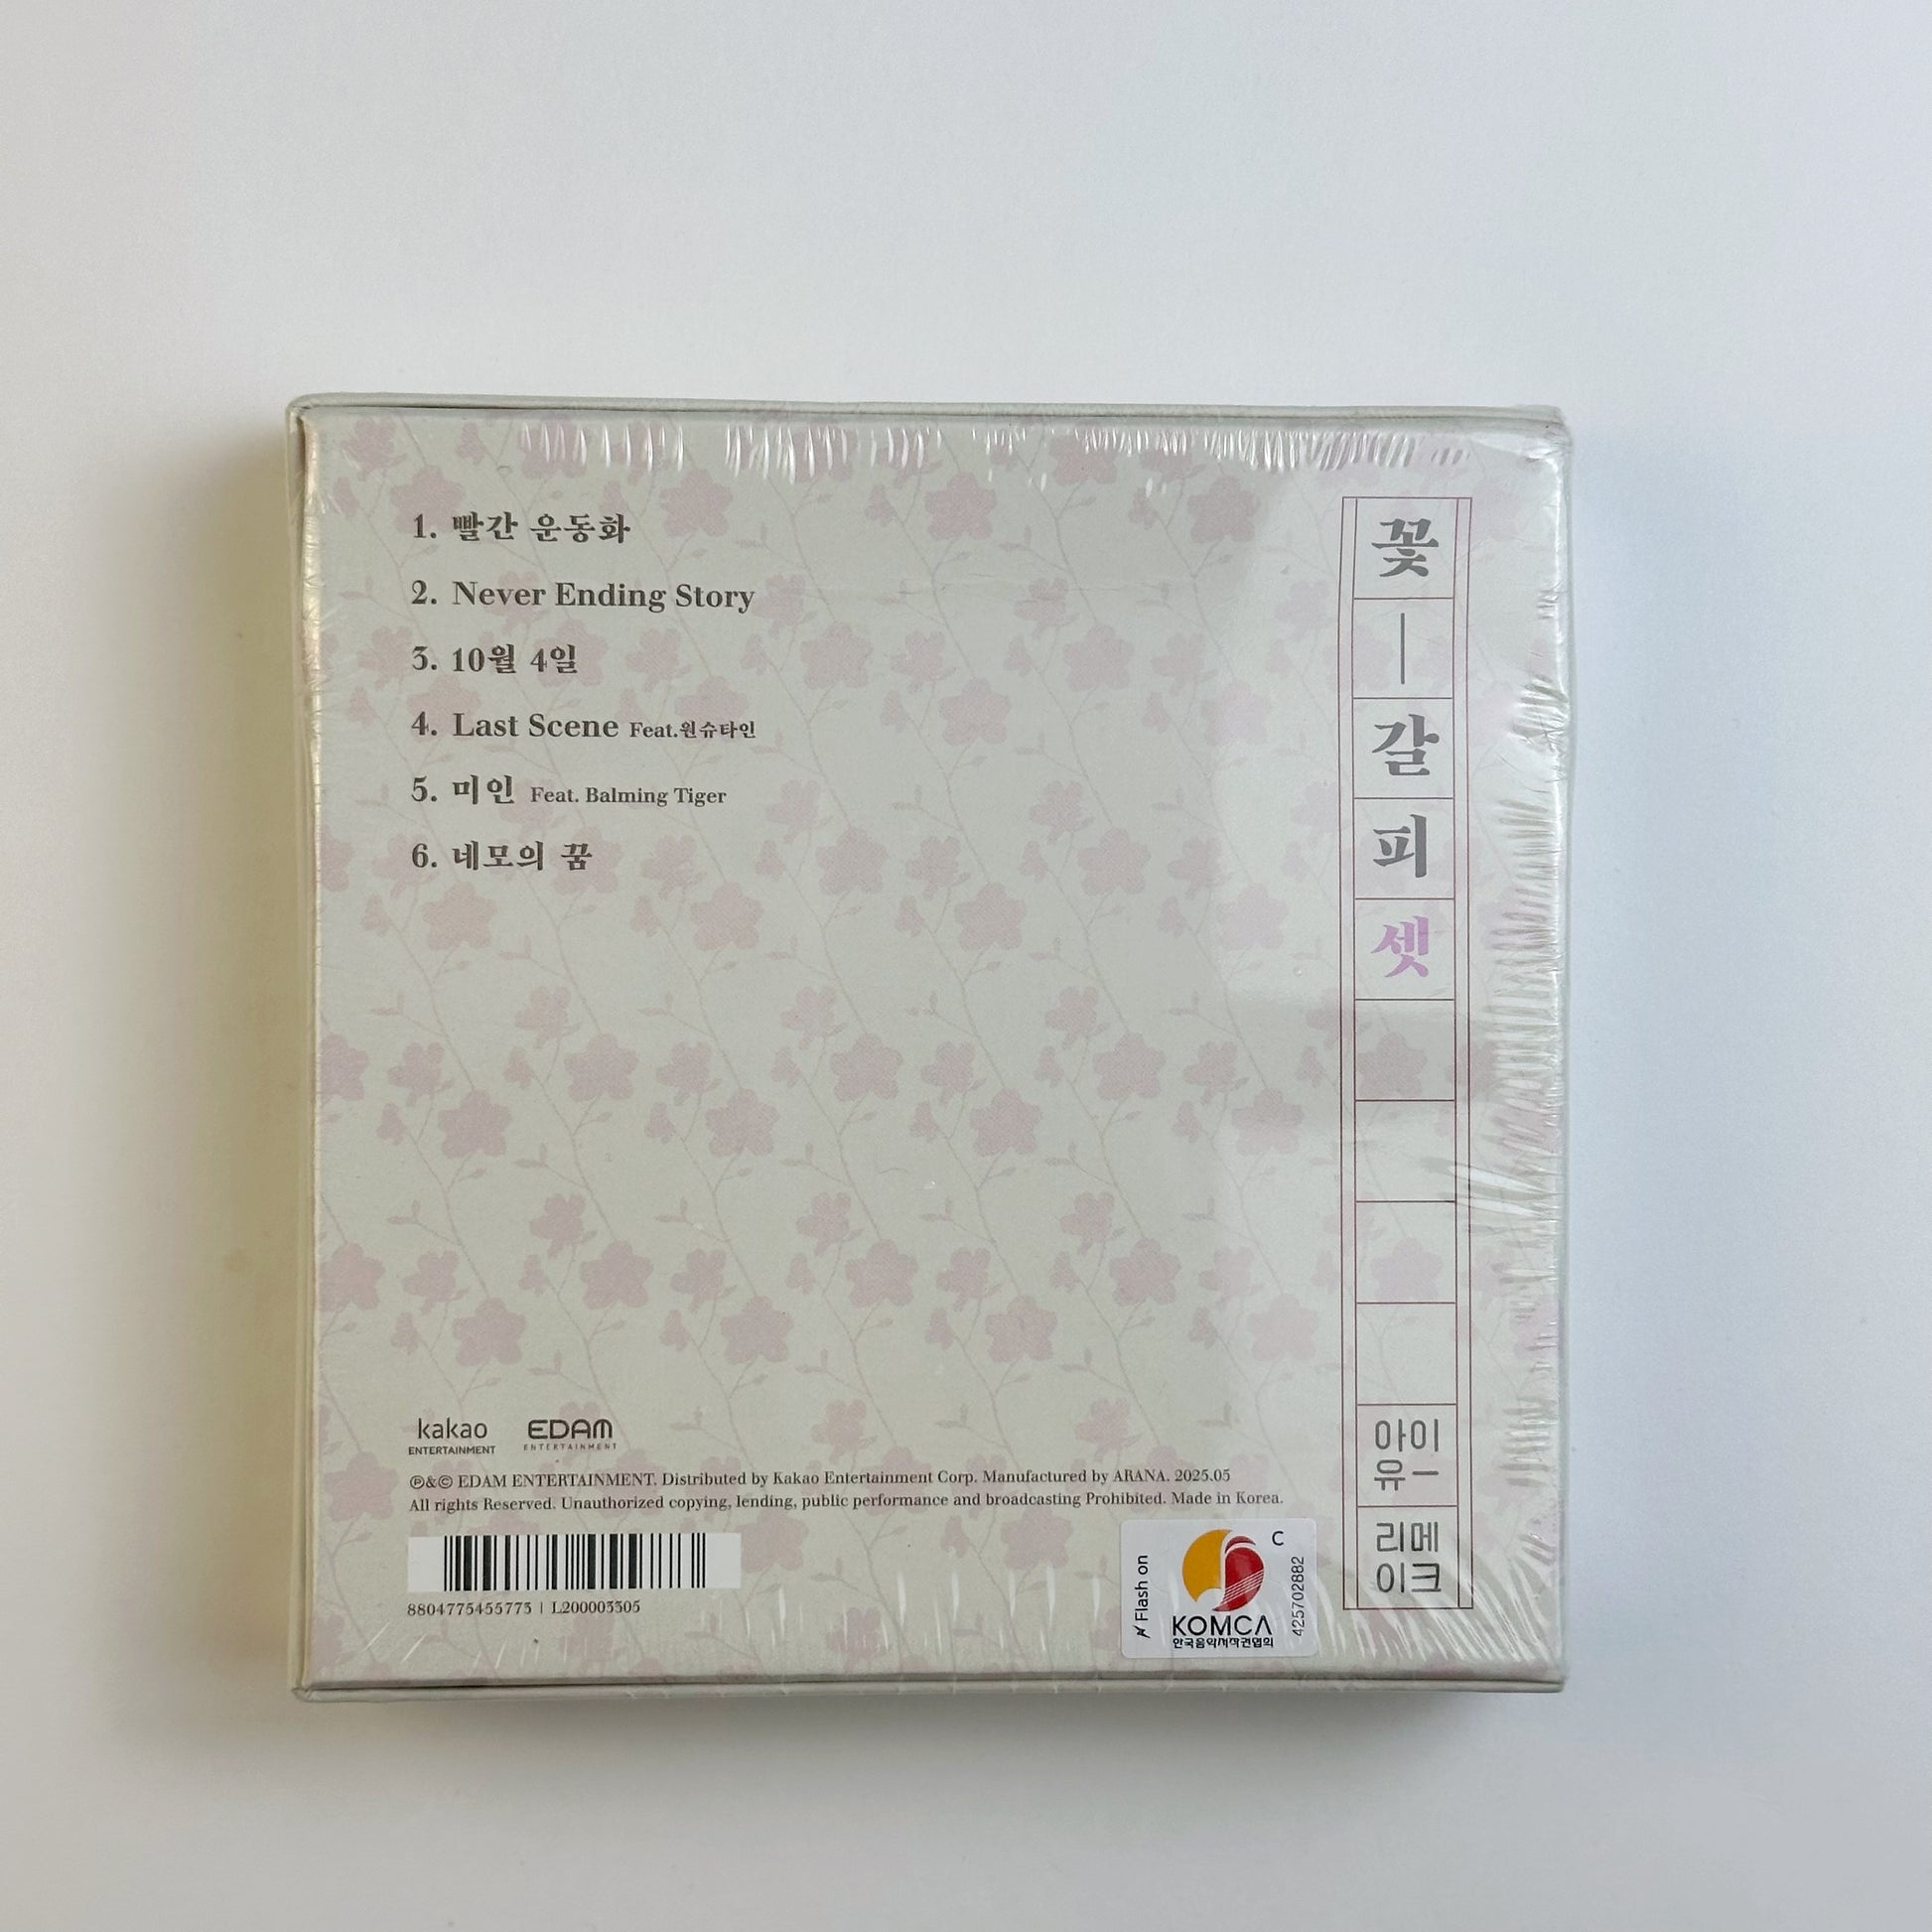 1. 빨간 운동화
2. Never Ending Story
3. 10월 4일
4. Last Scene Feat.원슈타인
5. 미인 Feat. Balming Tiger
6. 네모의 꿈
꽃
|
갈
피
셋
아이
유ー
리메
이크
kakao
ENTERTAINMENT
EDAM
ENTERTAINMENT
℗&© EDAM ENTERTAINMENT. Distributed by Kakao Entertainment Corp. Manufactured by ARANA. 2025.05
All rights Reserved. Unauthorized copying, lending, public performance and broadcasting Prohibited. Made in Korea.
8804775455773 | L200003305
Flash on
C
KOMCA
한국음악저작권협회
425702882